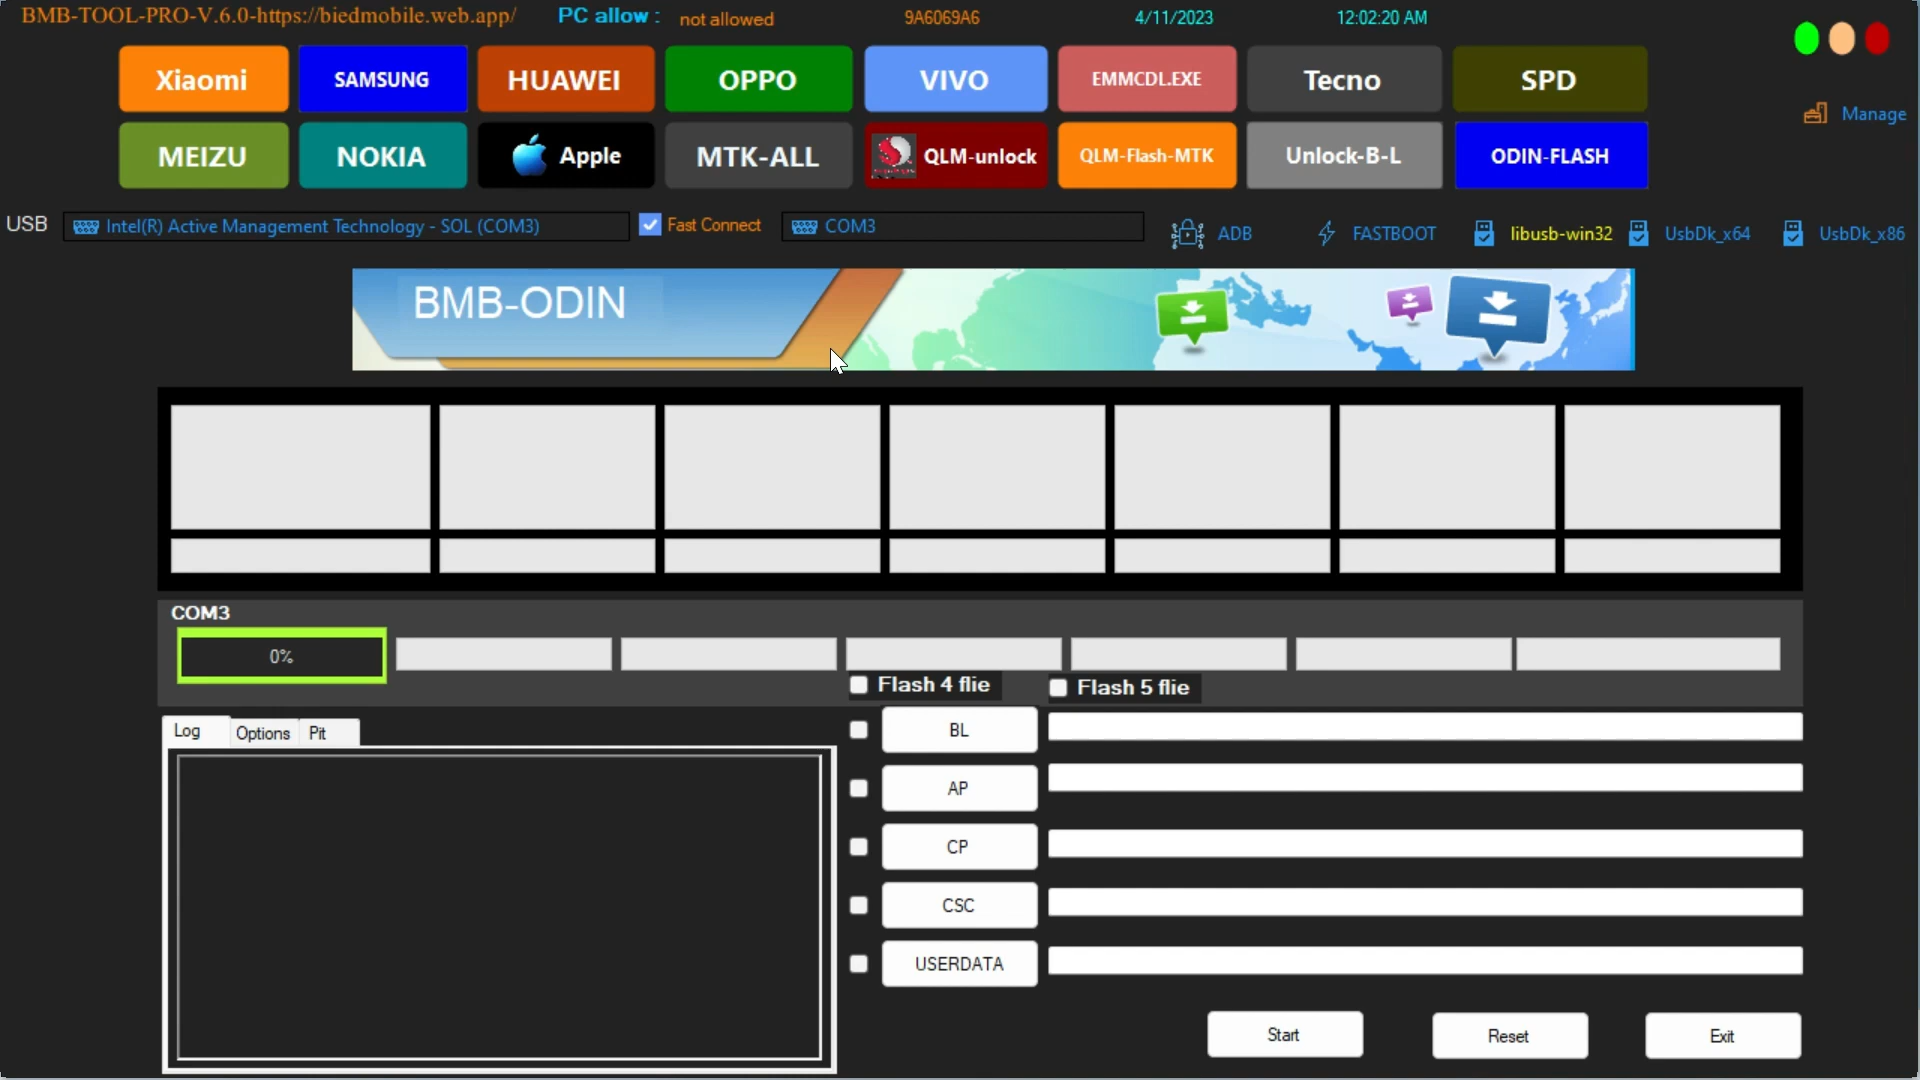 BMB-TOOL-PRO-V.6.0-https://biedmobile.web.app/ PC allow : not allowed 9A6069A6 4/11/2023 12:02:20 AM
Xiaomi SAMSUNG HUAWEI OPPO VIVO EMMCDL.EXE Tecno SPD
Manage
MEIZU NOKIA Apple MTK-ALL QLM-unlock QLM-Flash-MTK Unlock-B-L ODIN-FLASH
USB Intel(R) Active Management Technology - SOL (COM3) Fast Connect COM3 ADB FASTBOOT libusb-win32 UsbDk_x64 UsbDk_x86
BMB-ODIN
COM3
0%
Flash 4 flie Flash 5 flie
Log Options Pit
BL
AP
CP
CSC
USERDATA
Start Reset Exit